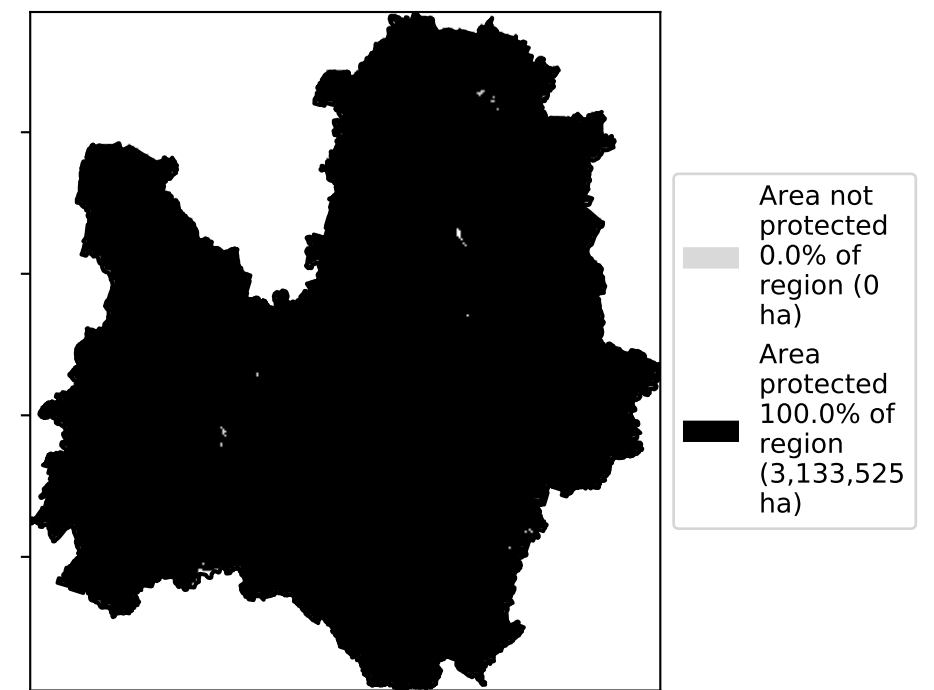 Area not
protected
0.0% of
region (0
ha)
Area
protected
100.0% of
region
(3,133,525
ha)